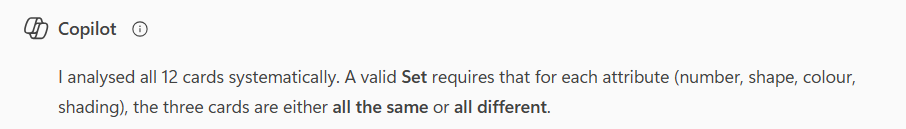 Copilot
I analysed all 12 cards systematically. A valid Set requires that for each attribute (number, shape, colour,
shading), the three cards are either all the same or all different.